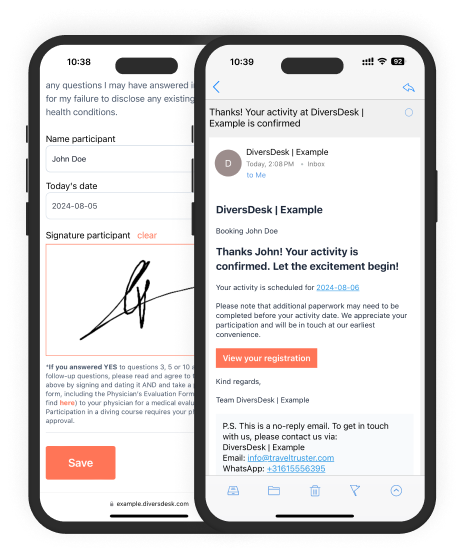 10:38
any questions I may have answered i
for my failure to disclose any existing
health conditions.
Name participant
John Doe
Today's date
2024-08-05
Signature participant clear
*If you answered YES to questions 3, 5 or 10 a
follow-up questions, please read and agree to t
above by signing and dating it AND and take a
form, including the Physician's Evaluation Form
find here) to your physician for a medical evalu
Participation in a diving course requires your ph
approval.
Save
example.diversdesk.com
10:39
92
Thanks! Your activity at DiversDesk |
Example is confirmed
D
DiversDesk | Example
Today, 2:08 PM • Inbox
to Me
DiversDesk | Example
Booking John Doe
Thanks John! Your activity is
confirmed. Let the excitement begin!
Your activity is scheduled for 2024-08-06
Please note that additional paperwork may need to be
completed before your activity date. We appreciate your
participation and will be in touch at our earliest
convenience.
View your registration
Kind regards,
Team DiversDesk | Example
P.S. This is a no-reply email. To get in touch
with us, please contact us via:
DiversDesk | Example
Email: info@traveltruster.com
WhatsApp: +31615556395